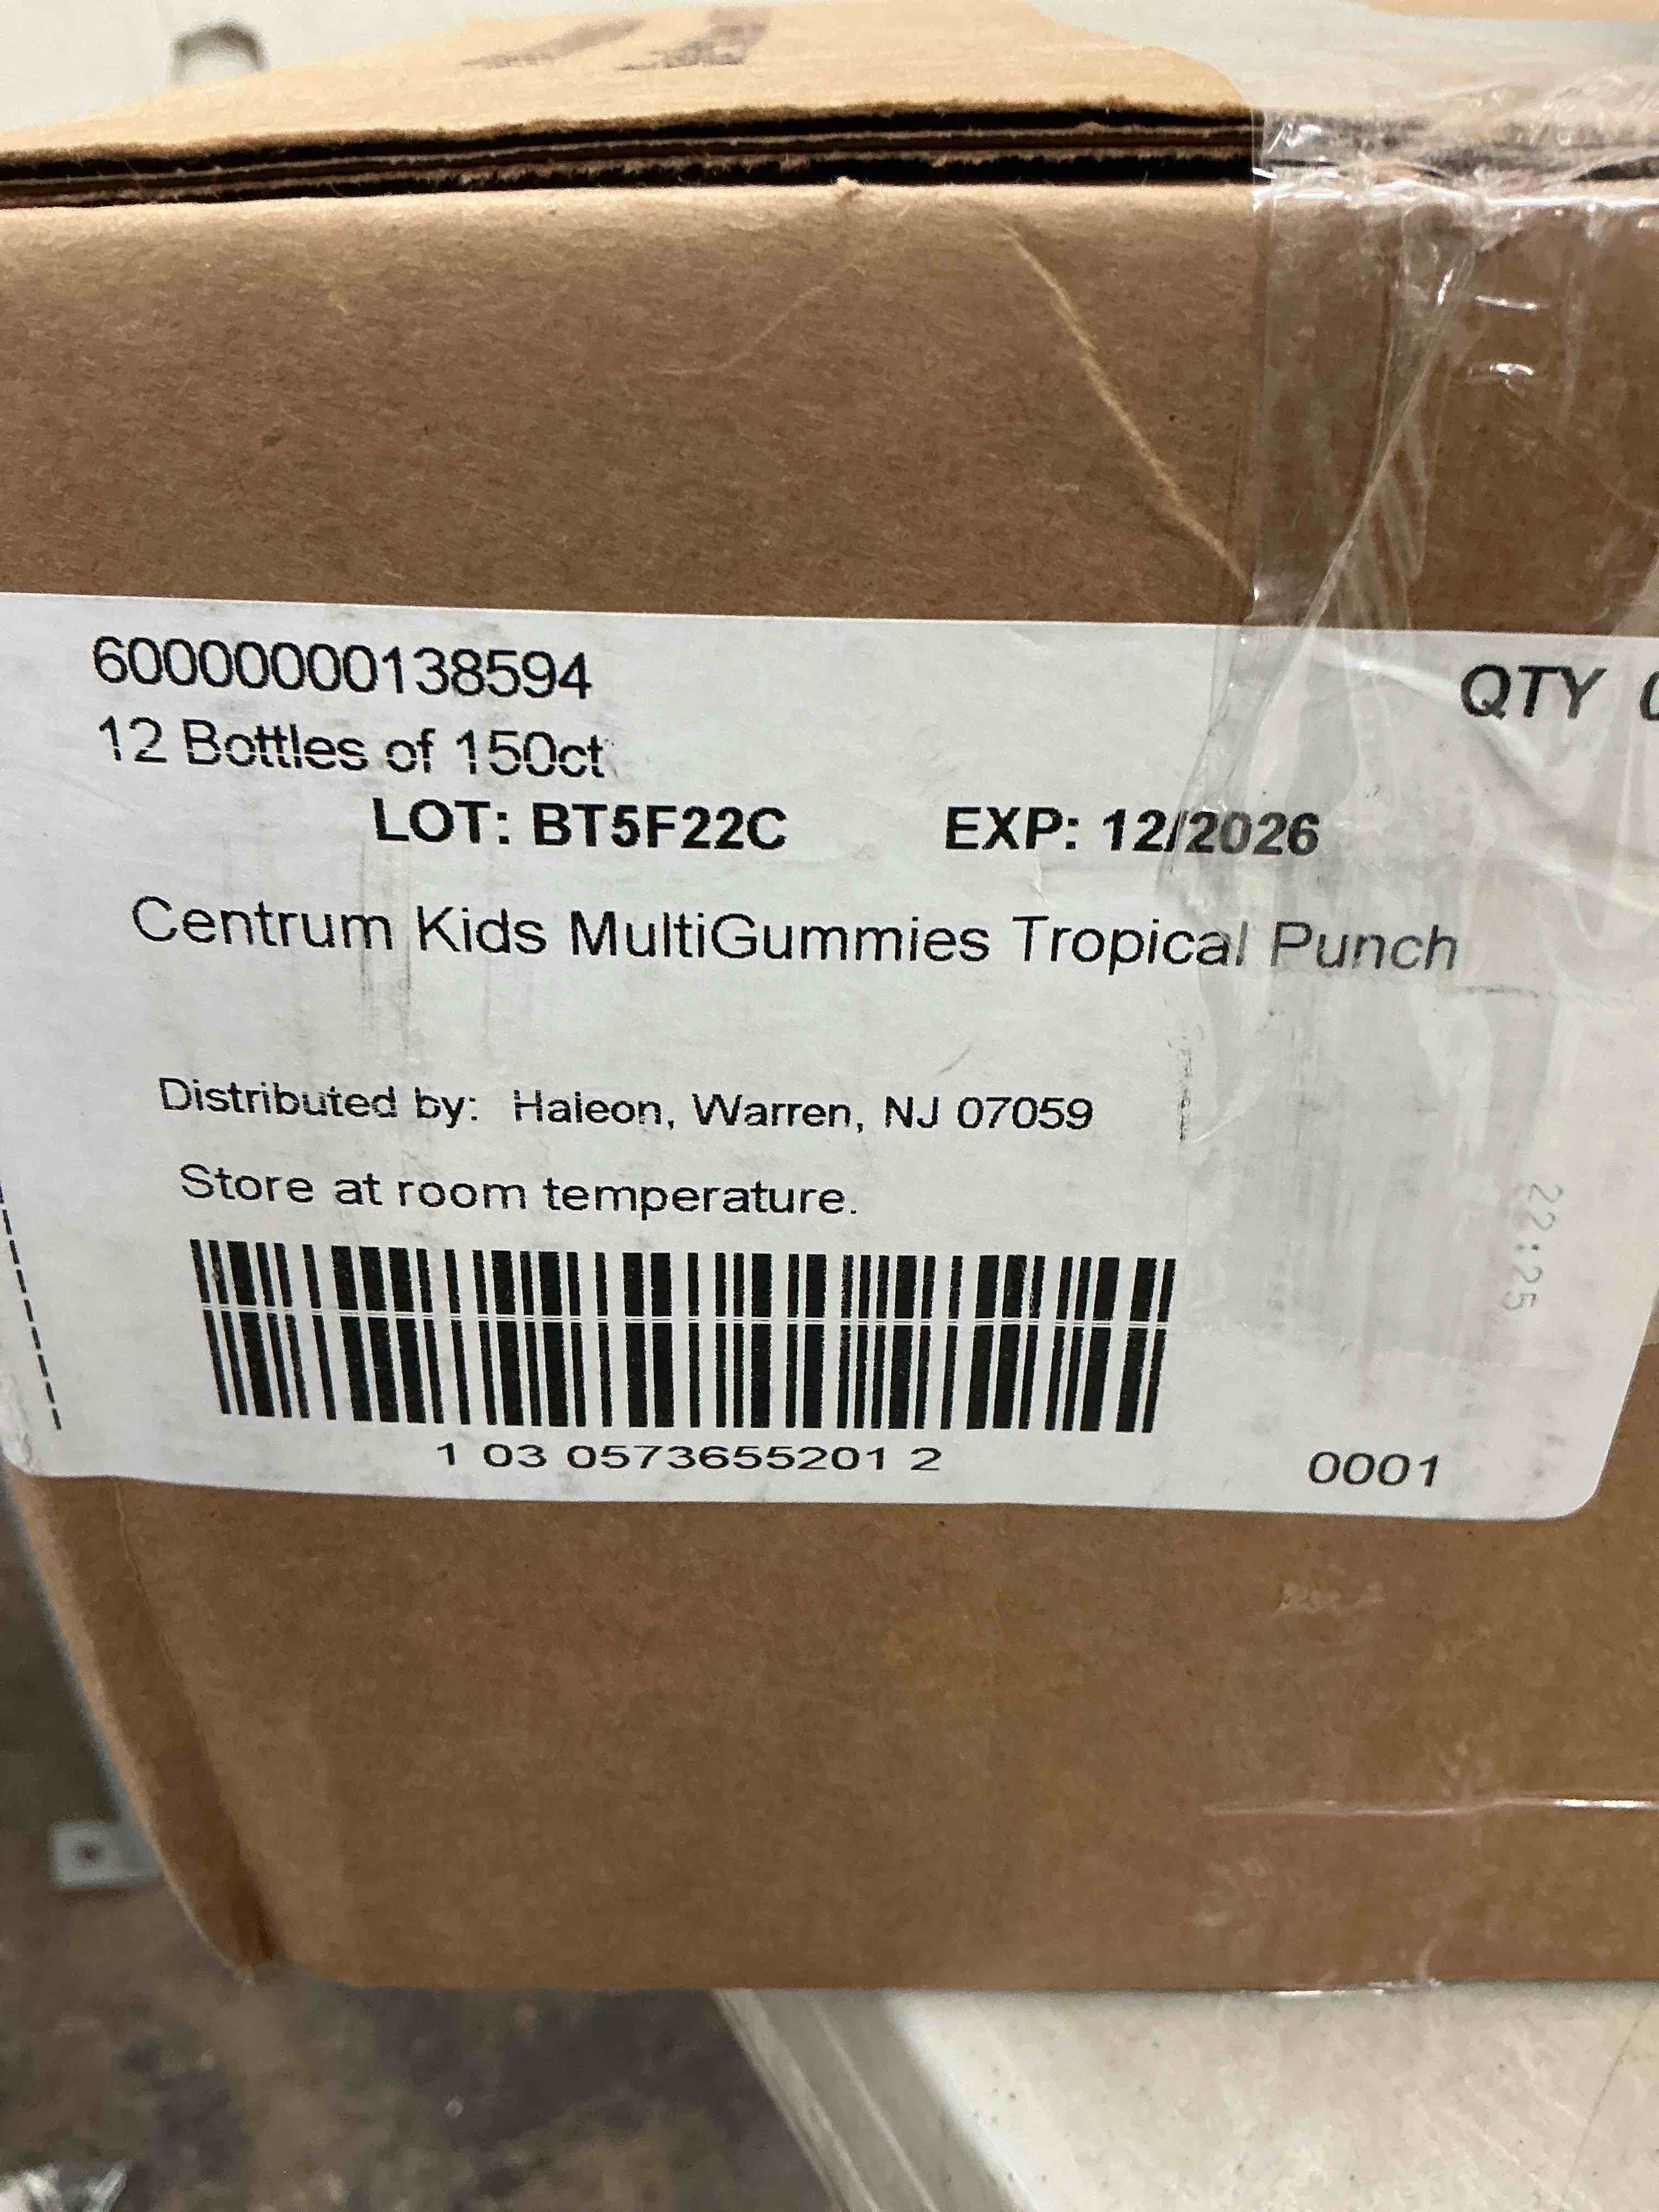 60000000138594
QTY
12 Bottles of 150ct
LOT: BT5F22C EXP: 12/2026
Centrum Kids MultiGummies Tropical Punch
Distributed by: Haleon, Warren, NJ 07059
Store at room temperature.
22:25
1 03 0573655201 2
0001